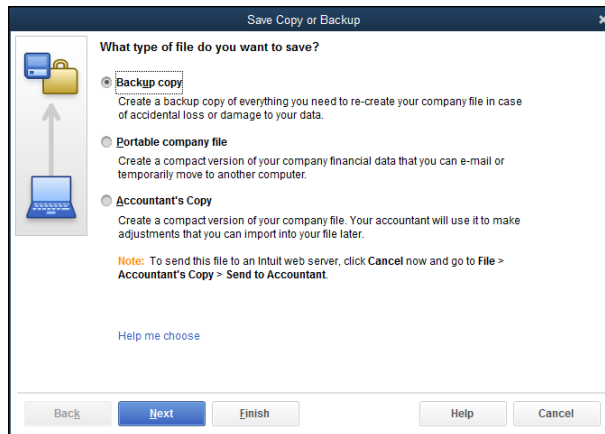 Save Copy or Backup
What type of file do you want to save?
Backup copy
Create a backup copy of everything you need to re-create your company file in case
of accidental loss or damage to your data.
Portable company file
Create a compact version of your company financial data that you can e-mail or
temporarily move to another computer.
Accountant's Copy
Create a compact version of your company file. Your accountant will use it to make
adjustments that you can import into your file later.
Note: To send this file to an Intuit web server, click Cancel now and go to File >
Accountant's Copy > Send to Accountant.
Help me choose
Back Next Finish Help Cancel